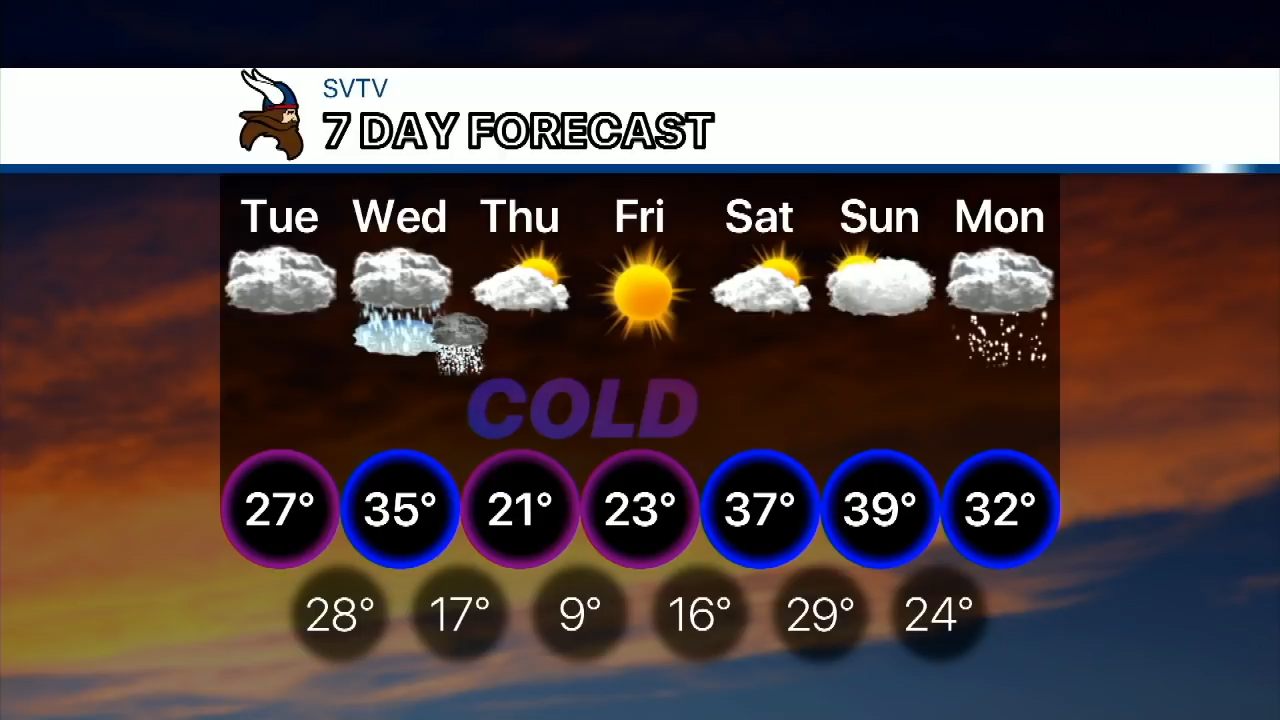 SVTV
7 DAY FORECAST
Tue Wed Thu Fri Sat Sun Mon
COLD
27° 35° 21° 23° 37° 39° 32°
28° 17° 9° 16° 29° 24°